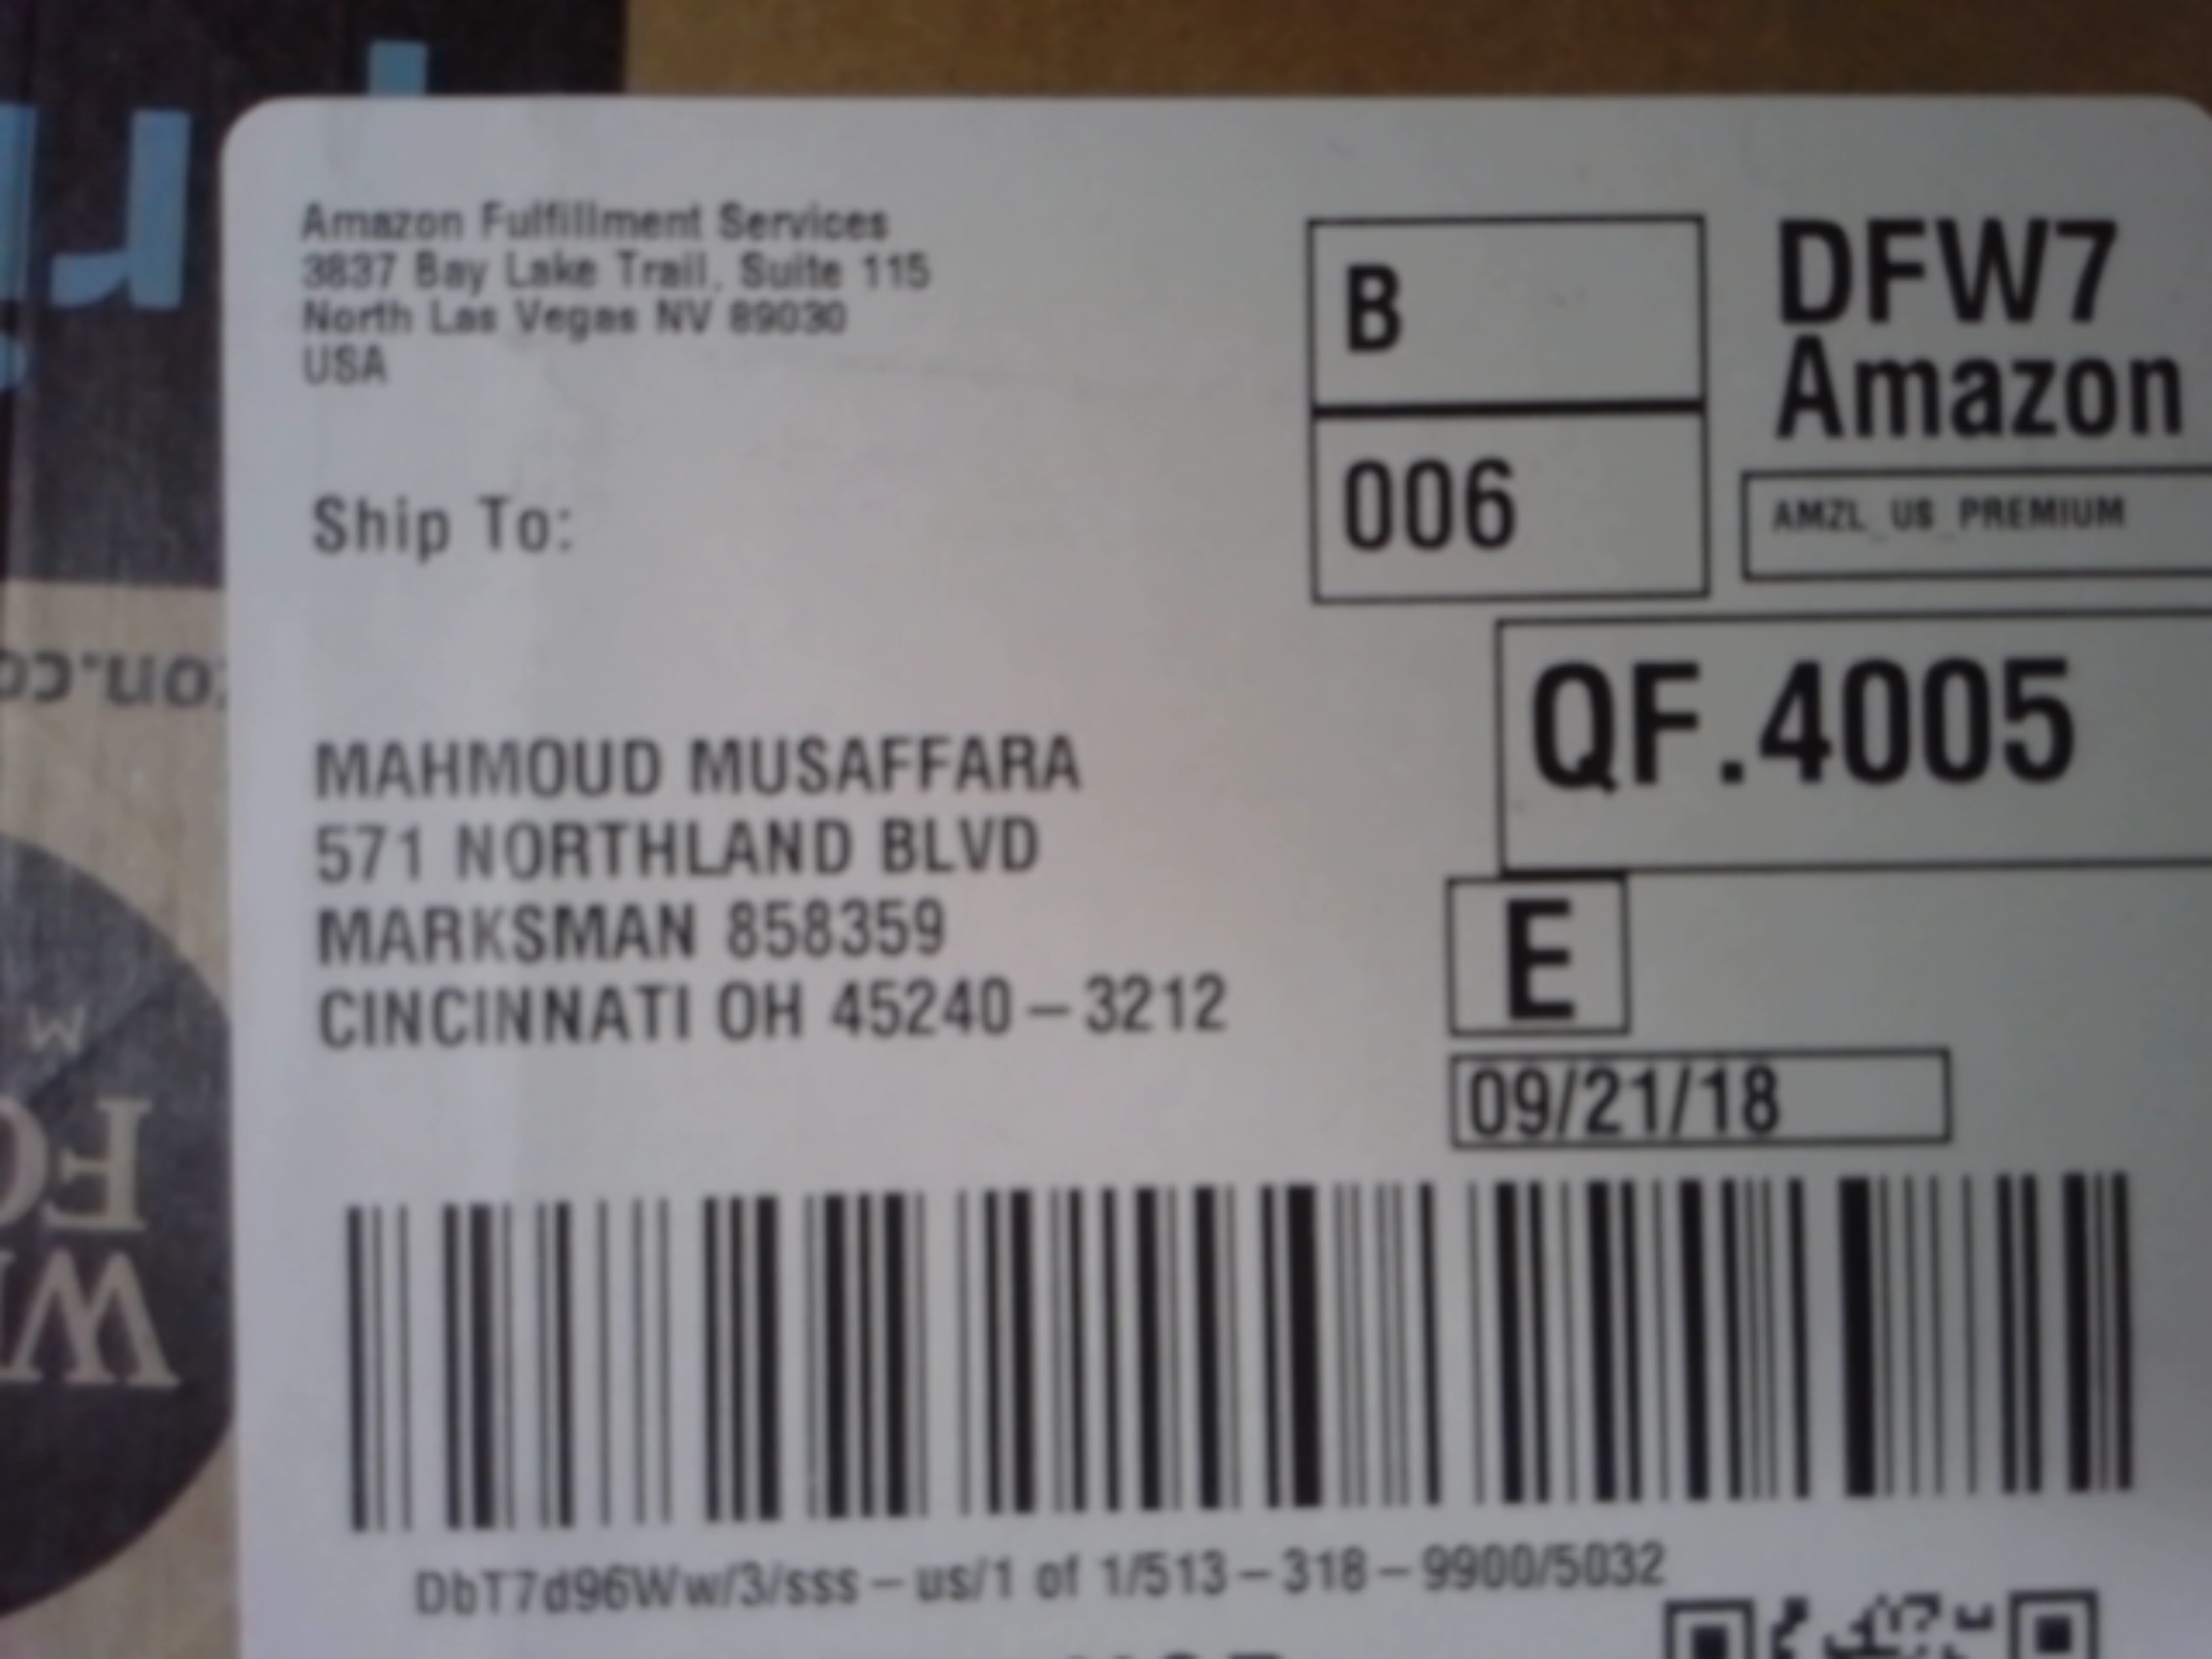 Amazon Fulfillment Services
3837 Bay Lake Trail, Suite 115
North Las Vegas NV 89030
USA
Ship To:
MAHMOUD MUSAFFARA
571 NORTHLAND BLVD
MARKSMAN 858359
CINCINNATI OH 45240-3212
B
006
DFW7
Amazon
AMZL_US_PREMIUM
QF.4005
E
09/21/18
DbT7d96Ww/3/sss-us/1 of 1/513-318-9900/5032